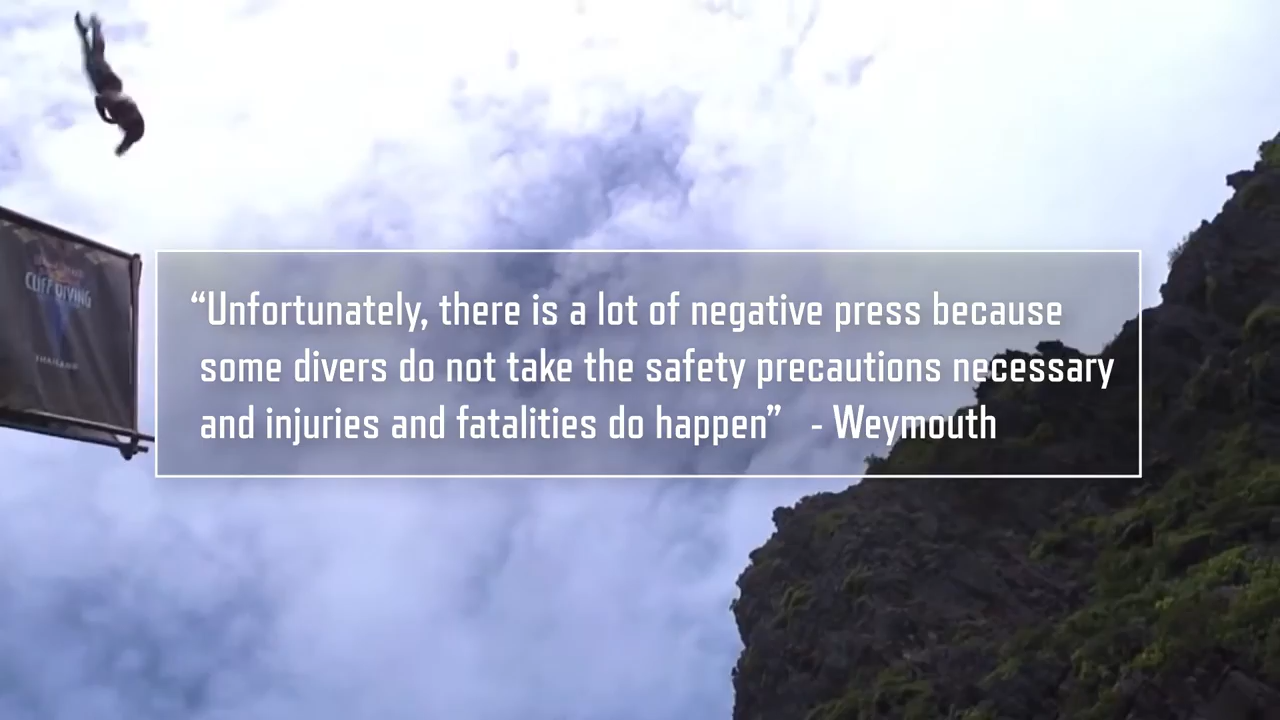 CLIFF DIVING
THAILAND
“Unfortunately, there is a lot of negative press because
some divers do not take the safety precautions necessary
and injuries and fatalities do happen” - Weymouth